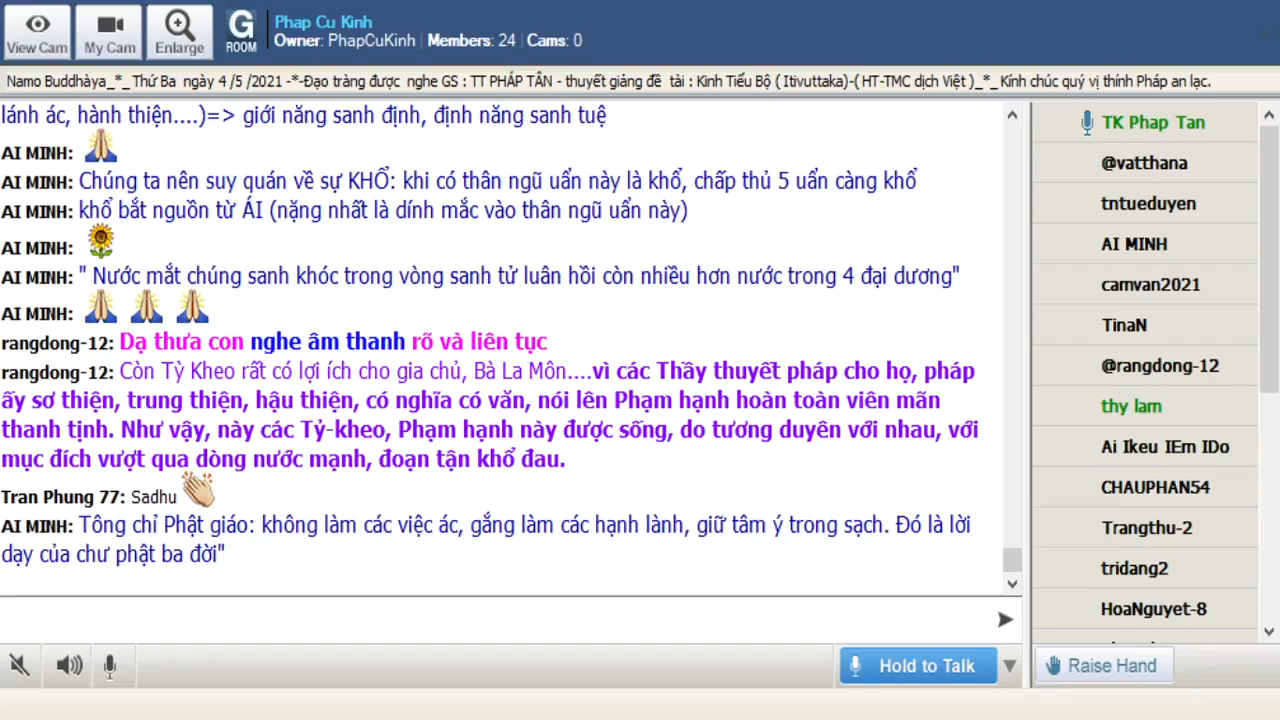 View Cam
My Cam
Enlarge
G
ROOM
Phap Cu Kinh
Owner: PhapCuKinh | Members: 24 | Cams: 0
Namo Buddhàya_*_ Thứ Ba ngày 4 /5 /2021 -*-Đạo tràng được nghe GS : TT PHÁP TÂN - thuyết giảng đề tài : Kinh Tiểu Bộ ( Itivuttaka)-( HT-TMC dịch Việt )_*_ Kính chúc quý vị thính Pháp an lạc.
lánh ác, hành thiện....)=> giới năng sanh định, định năng sanh tuệ
AI MINH:
AI MINH: Chúng ta nên suy quán về sự KHỔ: khi có thân ngũ uẩn này là khổ, chấp thủ 5 uẩn càng khổ
AI MINH: khổ bắt nguồn từ ÁI (nặng nhất là dính mắc vào thân ngũ uẩn này)
AI MINH:
AI MINH: " Nước mắt chúng sanh khóc trong vòng sanh tử luân hồi còn nhiều hơn nước trong 4 đại dương"
AI MINH:
rangdong-12: Dạ thưa con nghe âm thanh rõ và liên tục
rangdong-12: Còn Tỳ Kheo rất có lợi ích cho gia chủ, Bà La Môn....vì các Thầy thuyết pháp cho họ, pháp
ấy sơ thiện, trung thiện, hậu thiện, có nghĩa có văn, nói lên Phạm hạnh hoàn toàn viên mãn
thanh tịnh. Như vậy, này các Tỷ-kheo, Phạm hạnh này được sống, do tương duyên với nhau, với
mục đích vượt qua dòng nước mạnh, đoạn tận khổ đau.
Tran Phung 77: Sadhu
AI MINH: Tông chỉ Phật giáo: không làm các việc ác, gắng làm các hạnh lành, giữ tâm ý trong sạch. Đó là lời
dạy của chư phật ba đời"
TK Phap Tan
@vatthana
tntueduyen
AI MINH
camvan2021
TinaN
@rangdong-12
thy lam
Ai Ikeu IEm IDo
CHAUPHAN54
Trangthu-2
tridang2
HoaNguyet-8
Hold to Talk
Raise Hand